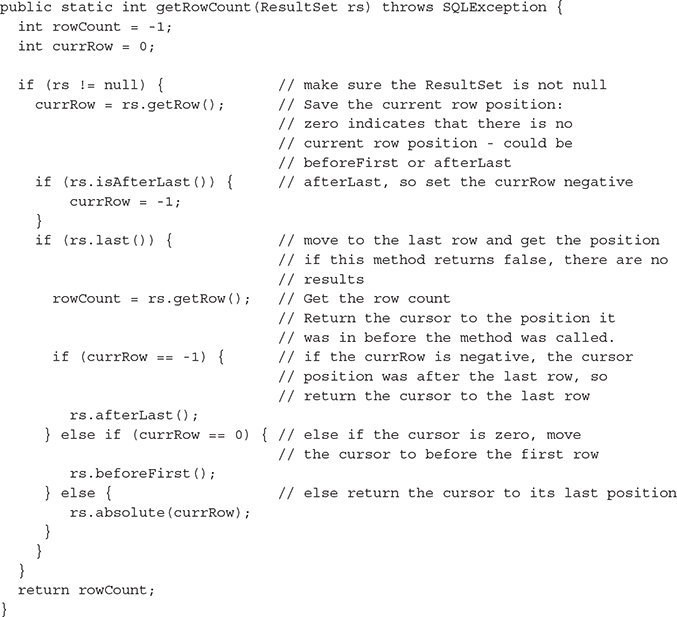 public static int getRowCount(ResultSet rs) throws SQLException {
  int rowCount = -1;
  int currRow = 0;

  if (rs != null) {             // make sure the ResultSet is not null
    currRow = rs.getRow();      // Save the current row position:
                                // zero indicates that there is no
                                // current row position - could be
                                // beforeFirst or afterLast
    if (rs.isAfterLast()) {     // afterLast, so set the currRow negative
        currRow = -1;
    }
    if (rs.last()) {            // move to the last row and get the position
                                // if this method returns false, there are no
                                // results
      rowCount = rs.getRow();   // Get the row count
                                // Return the cursor to the position it
                                // was in before the method was called.
      if (currRow == -1) {      // if the currRow is negative, the cursor
                                // position was after the last row, so
                                // return the cursor to the last row
        rs.afterLast();
     } else if (currRow == 0) { // else if the cursor is zero, move
                                // the cursor to before the first row
        rs.beforeFirst();
     } else {                   // else return the cursor to its last position
        rs.absolute(currRow);
     }
    }
  }
  return rowCount;
}